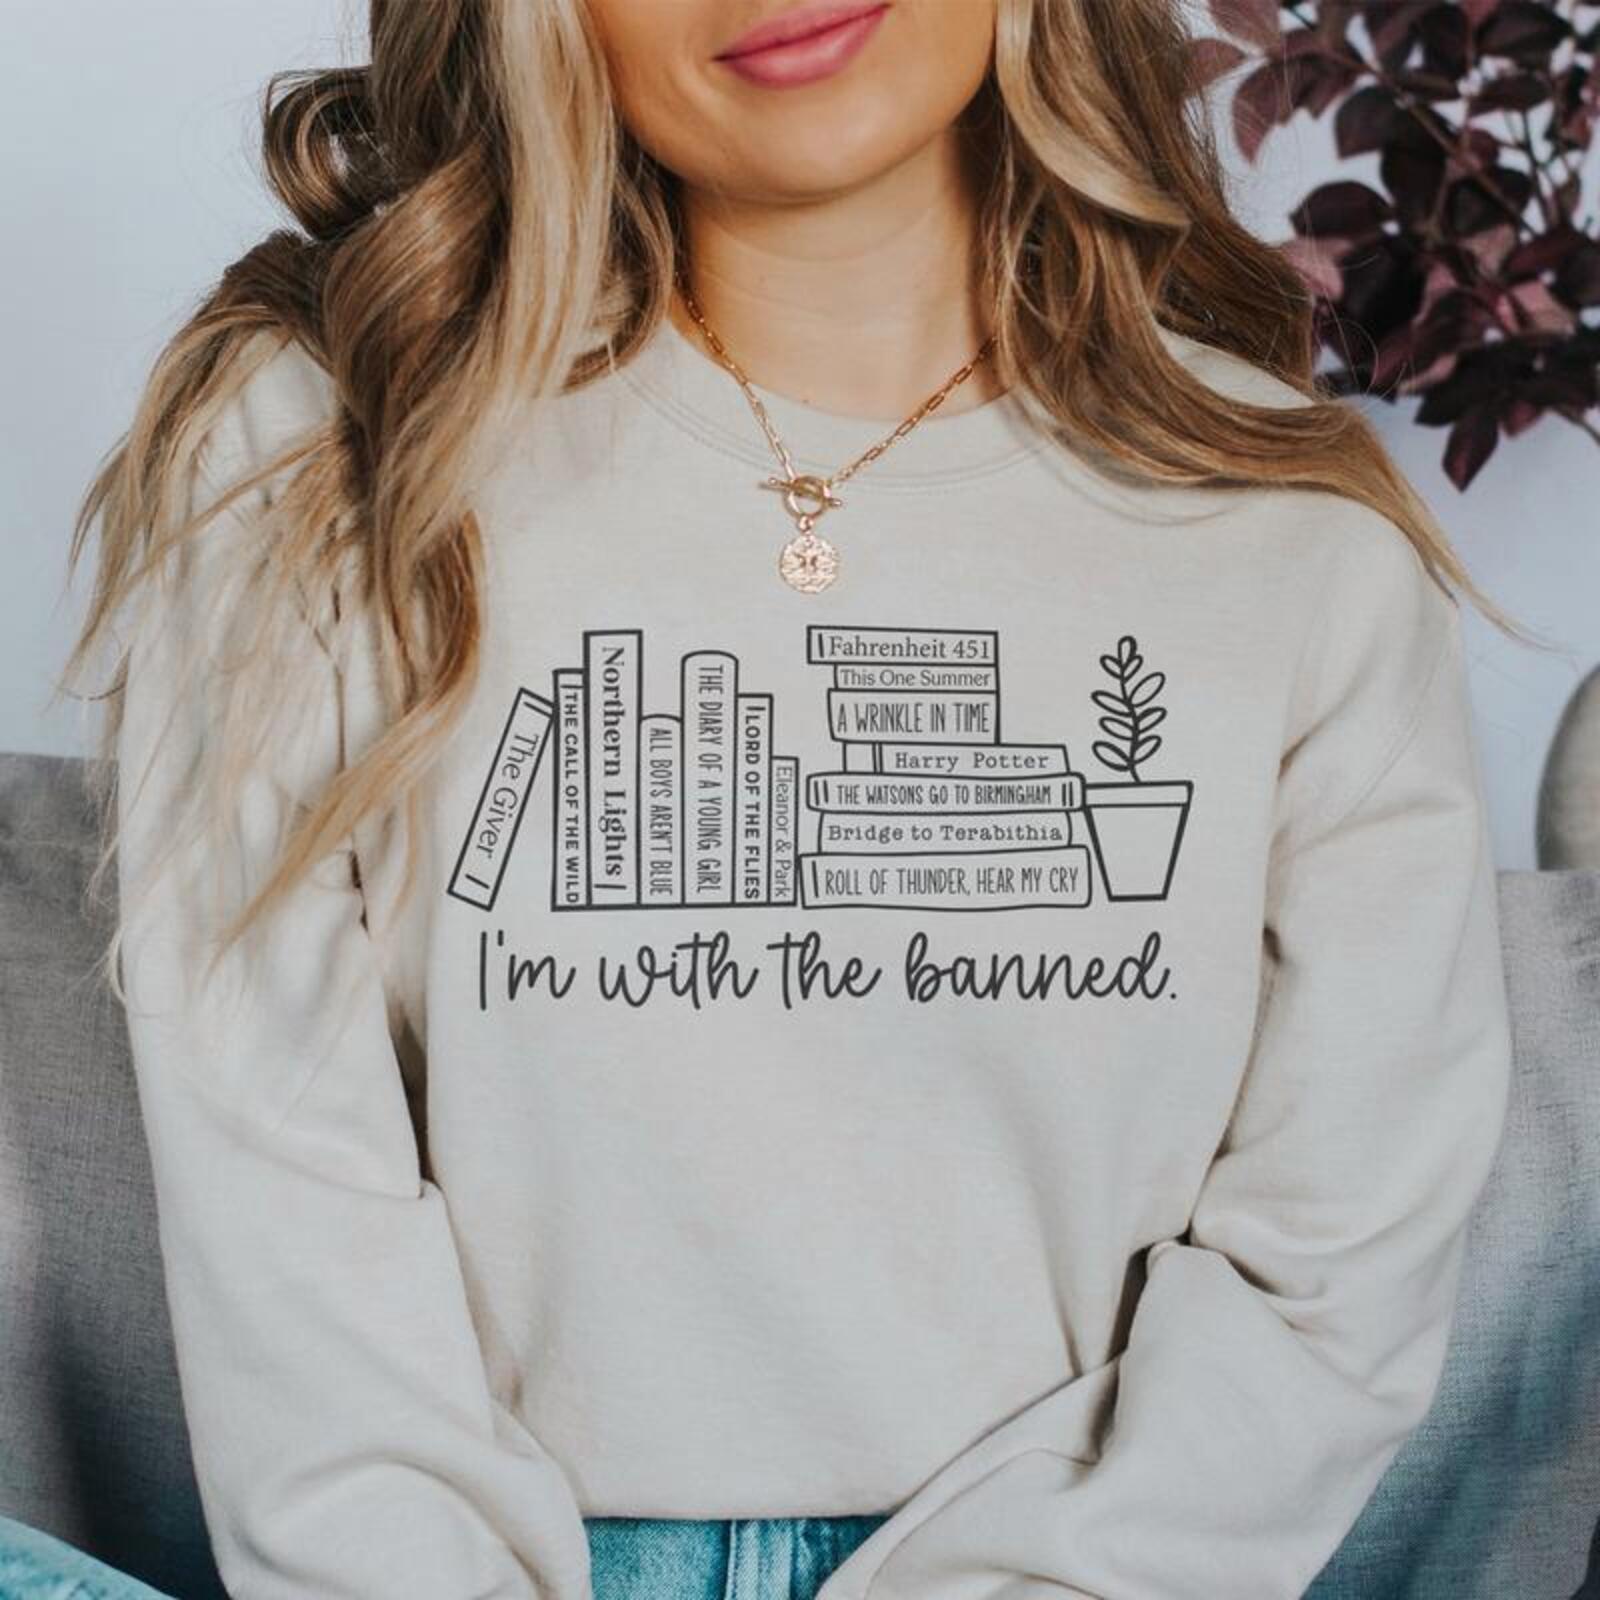 The Giver
THE CALL OF THE WILD
Northern Lights
ALL BOYS AREN'T BLUE
THE DIARY OF A YOUNG GIRL
LORD OF THE FLIES
Eleanor & Park
Fahrenheit 451
This One Summer
A WRINKLE IN TIME
Harry Potter
THE WATSONS GO TO BIRMINGHAM
Bridge to Terabithia
ROLL OF THUNDER, HEAR MY CRY
I'm with the banned.